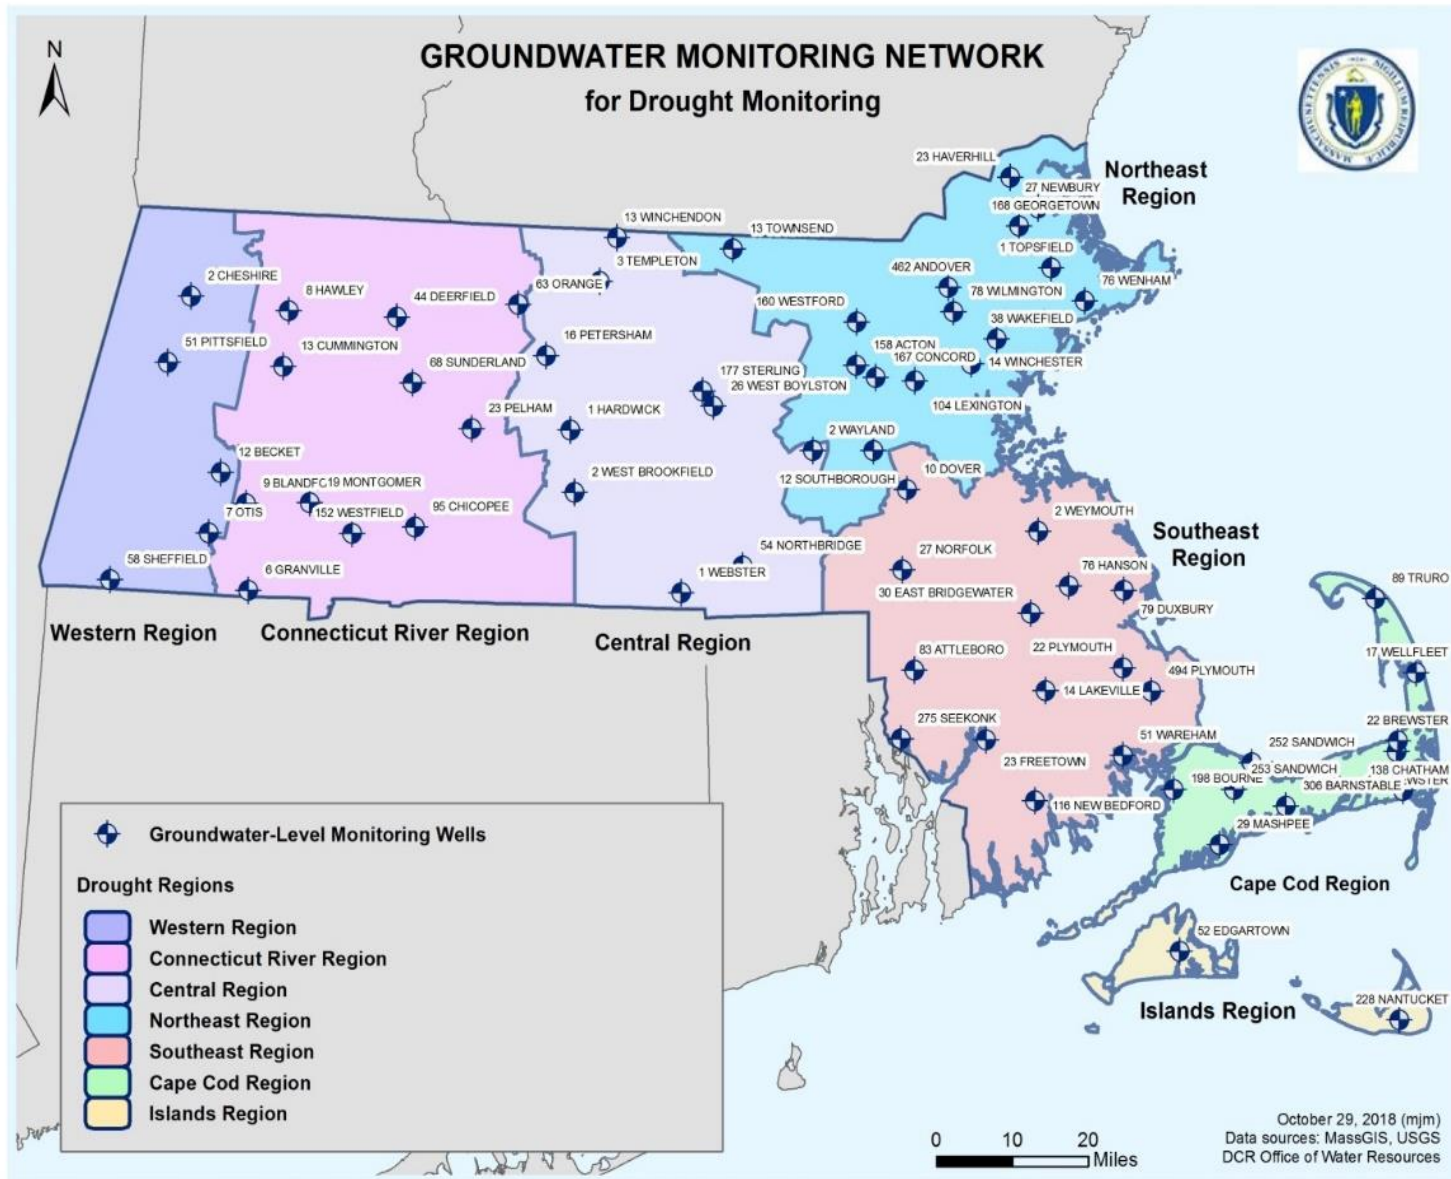 N
GROUNDWATER MONITORING NETWORK
for Drought Monitoring
MASSACHUSETTENSIS
SIGILLUM REIPUBLICÆ
Northeast
Region
23 HAVERHILL
27 NEWBURY
168 GEORGETOWN
1 TOPSFIELD
13 WINCHENDON
13 TOWNSEND
3 TEMPLETON
462 ANDOVER
76 WENHAM
2 CHESHIRE
8 HAWLEY
44 DEERFIELD
63 ORANGE
78 WILMINGTON
160 WESTFORD
38 WAKEFIELD
51 PITTSFIELD
13 CUMMINGTON
16 PETERSHAM
158 ACTON
68 SUNDERLAND
167 CONCORD
14 WINCHESTER
177 STERLING
26 WEST BOYLSTON
23 PELHAM
1 HARDWICK
104 LEXINGTON
2 WAYLAND
12 BECKET
2 WEST BROOKFIELD
12 SOUTHBOROUGH
10 DOVER
9 BLANDFO
19 MONTGOMER
7 OTIS
152 WESTFIELD
95 CHICOPEE
2 WEYMOUTH
Southeast
Region
54 NORTHBRIDGE
27 NORFOLK
58 SHEFFIELD
6 GRANVILLE
1 WEBSTER
76 HANSON
89 TRURO
30 EAST BRIDGEWATER
79 DUXBURY
Western Region
Connecticut River Region
Central Region
83 ATTLEBORO
22 PLYMOUTH
17 WELLFLEET
494 PLYMOUTH
14 LAKEVILLE
275 SEEKONK
22 BREWSTER
51 WAREHAM
252 SANDWICH
23 FREETOWN
253 SANDWICH
138 CHATHAM
198 BOURNE
306 BARNSTABLE
116 NEW BEDFORD
29 MASHPEE
Cape Cod Region
52 EDGARTOWN
Islands Region
228 NANTUCKET
Groundwater-Level Monitoring Wells
Drought Regions
Western Region
Connecticut River Region
Central Region
Northeast Region
Southeast Region
Cape Cod Region
Islands Region
0 10 20
Miles
October 29, 2018 (mjm)
Data sources: MassGIS, USGS
DCR Office of Water Resources